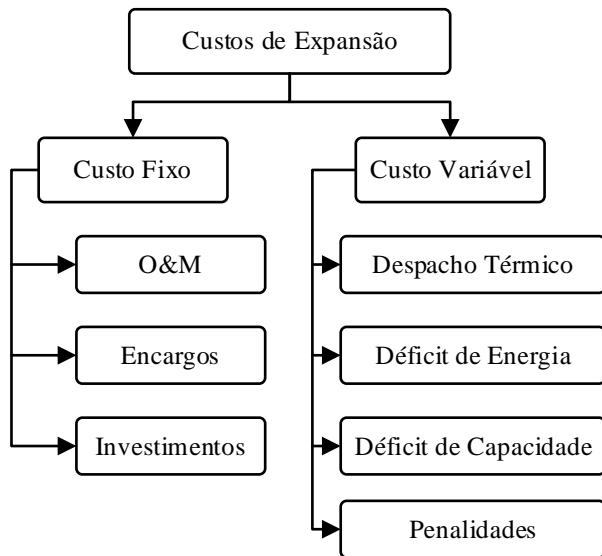 Custos de Expansão
Custo Fixo
Custo Variável
O&M
Despacho Térmico
Encargos
Déficit de Energia
Investimentos
Déficit de Capacidade
Penalidades